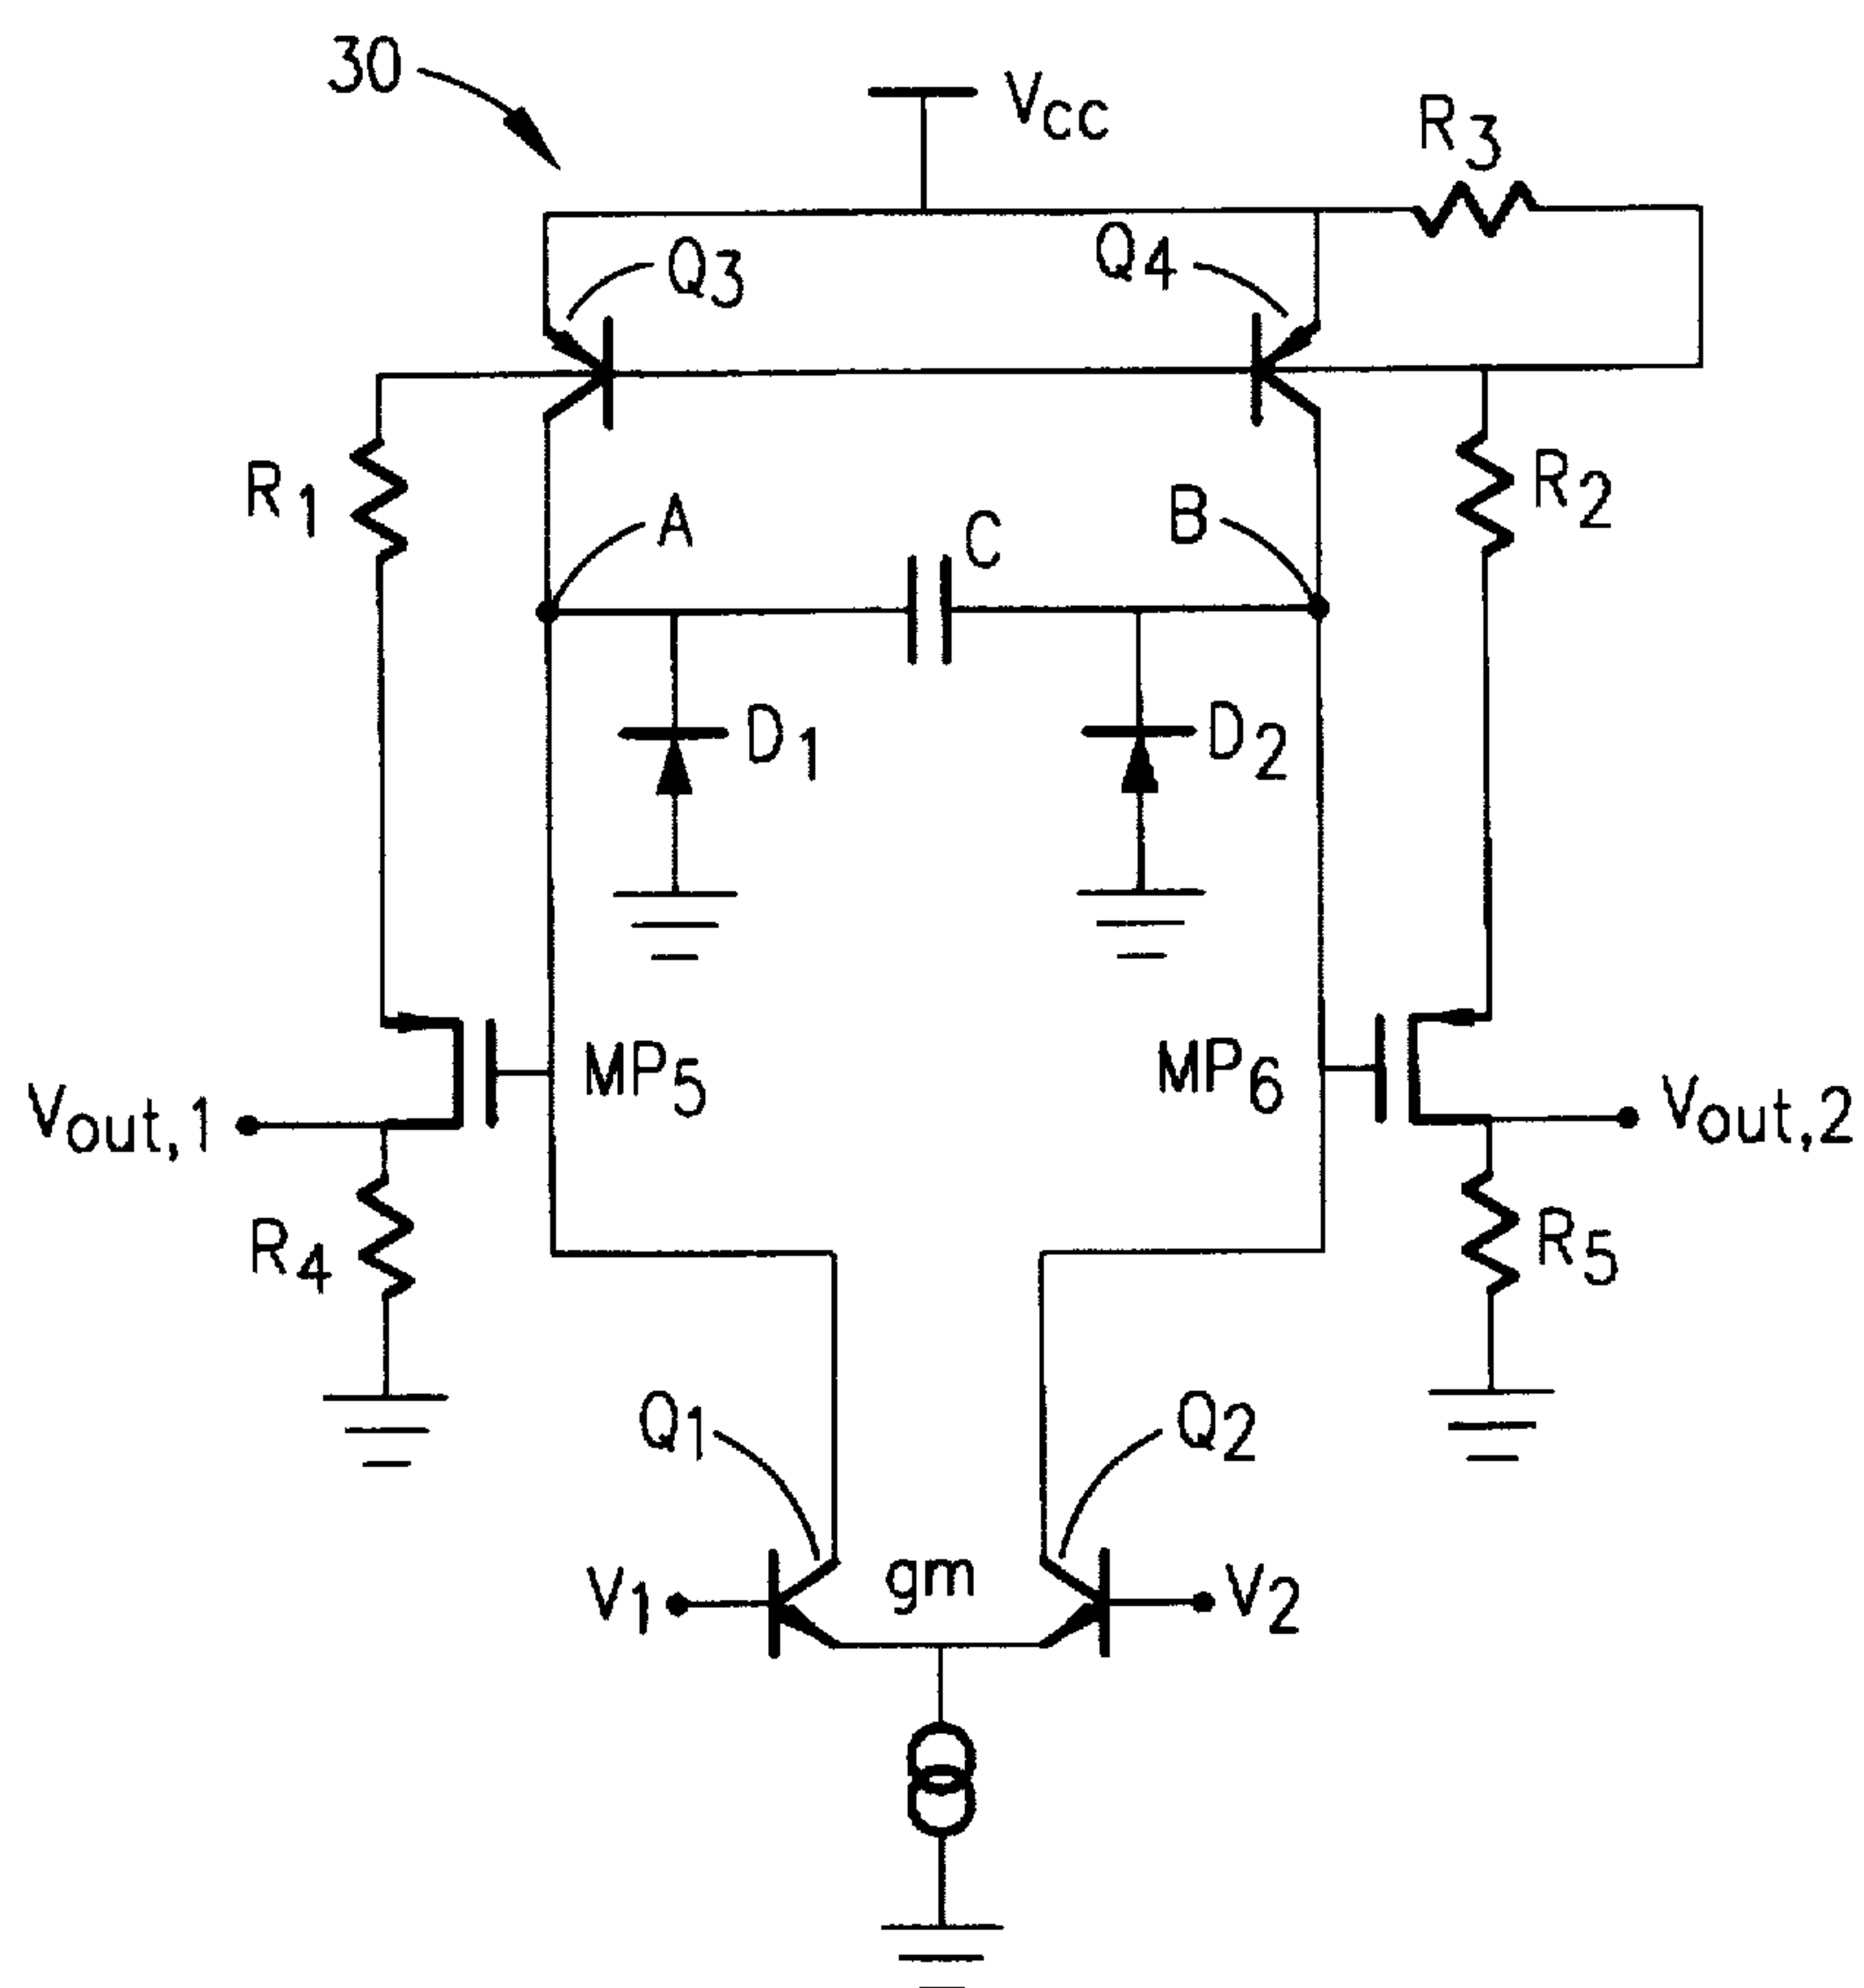 30
VCC
R3
Q3
Q4
R1
A
C
B
R2
D1
D2
MP5
MP6
Vout,1
Vout,2
R4
R5
Q1
Q2
V1
gm
V2